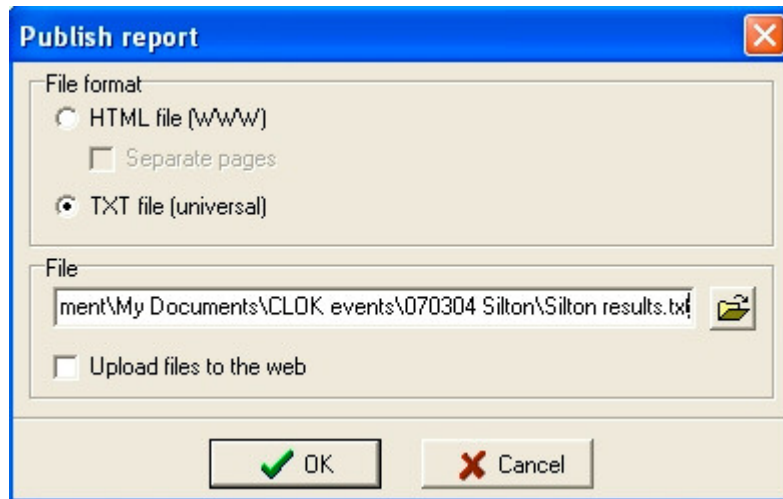 Publish report
File format
HTML file (WWW)
Separate pages
TXT file (universal)
File
ment\My Documents\CLOK events\070304 Silton\Silton results.txt
Upload files to the web
OK
Cancel